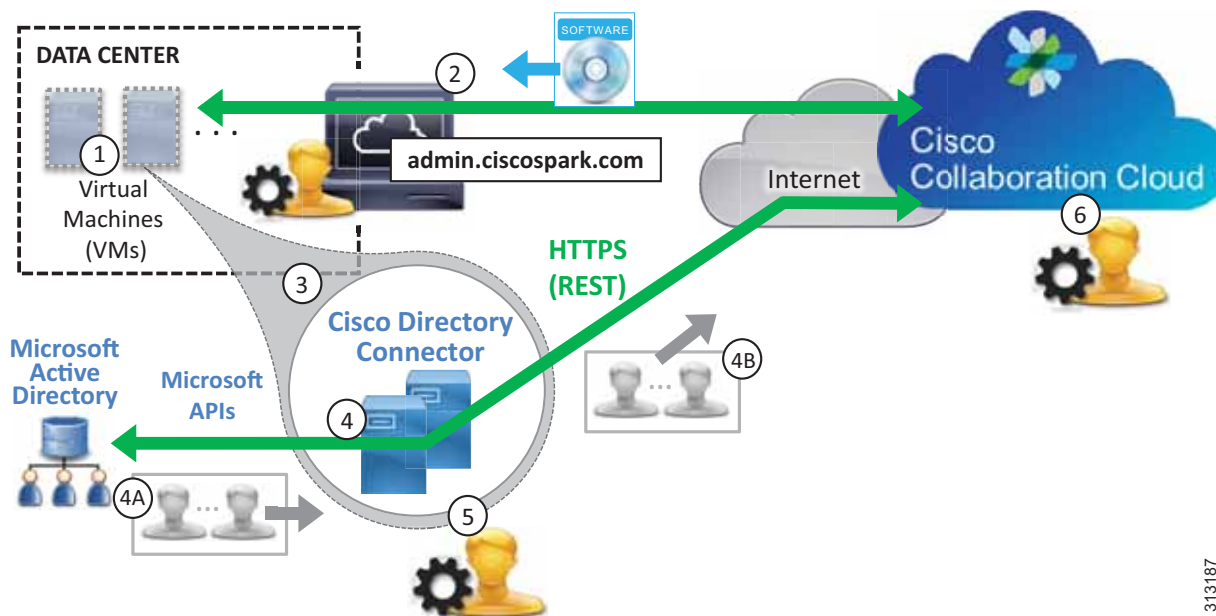 SOFTWARE
DATA CENTER
2
. . .
1
admin.ciscospark.com
Virtual
Machines
(VMs)
Internet
Cisco
Collaboration Cloud
6
3
HTTPS
(REST)
Cisco Directory
Connector
Microsoft
Active
Directory
Microsoft
APIs
4
4B
...
4A
...
5
313187